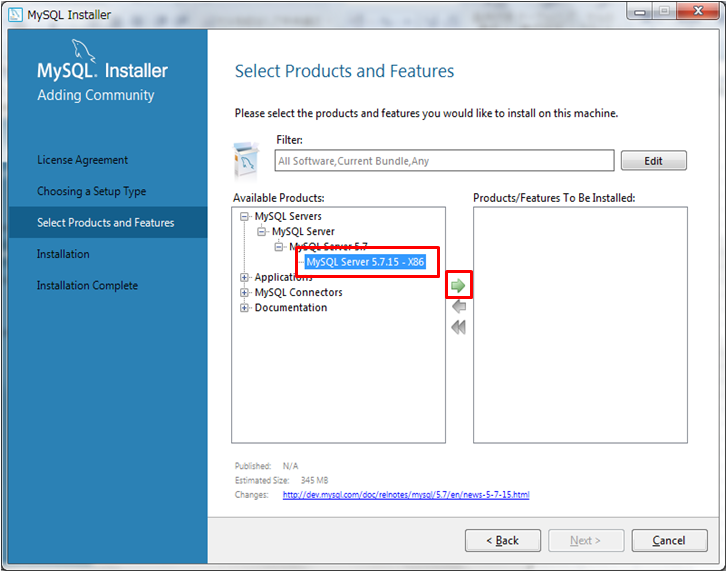 MySQL Installer
MySQL. Installer
Adding Community
License Agreement
Choosing a Setup Type
Select Products and Features
Installation
Installation Complete
Select Products and Features
Please select the products and features you would like to install on this machine.
Filter:
All Software,Current Bundle,Any
Edit
Available Products:
Products/Features To Be Installed:
MySQL Servers
MySQL Server
MySQL Server 5.7
MySQL Server 5.7.15 - X86
Applications
MySQL Connectors
Documentation
Published: N/A
Estimated Size: 345 MB
Changes: http://dev.mysql.com/doc/relnotes/mysql/5.7/en/news-5-7-15.html
< Back
Next >
Cancel